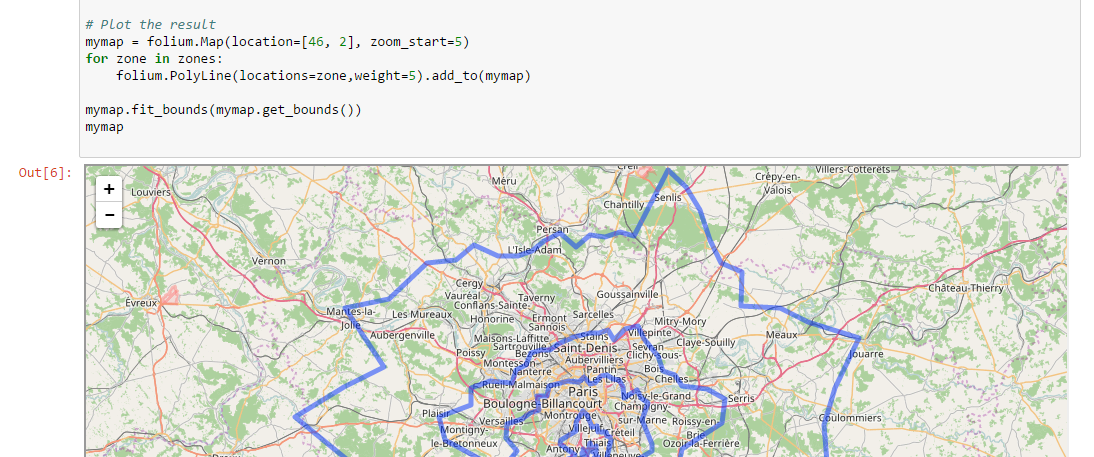 # Plot the result
mymap = folium.Map(location=[46, 2], zoom_start=5)
for zone in zones:
    folium.PolyLine(locations=zone,weight=5).add_to(mymap)
mymap.fit_bounds(mymap.get_bounds())
mymap
Out[6]:
+
−
Creil
Villers-Cotterêts
Méru
Crépy-en-
Valois
Louviers
Senlis
Chantilly
Persan
L'Isle-Adam
Vernon
Cergy
Château-Thierry
Vauréal
Taverny
Goussainville
Évreux
Conflans-Sainte-
Honorine
Mantes-la-
Jolie
Les Mureaux
Ermont
Sarcelles
Sannois
Mitry-Mory
Aubergenville
Maisons-Laffitte
Stains
Villepinte
Meaux
Sartrouville
Saint-Denis
Sevran
Claye-Souilly
Poissy
Bezons
Clichy-sous-
Bois
Jouarre
Montesson
Aubervilliers
Nanterre
Pantin
Les Lilas
Chelles
Rueil-Malmaison
Paris
Noisy-le-Grand
Serris
Boulogne-Billancourt
Champigny-
sur-Marne
Plaisir
Montrouge
Coulommiers
Versailles
Roissy-en-
Brie
Montigny-
le-Bretonneux
Villejuif
Créteil
Thiais
Ozoir-la-Ferrière
Antony
Villeneuve-